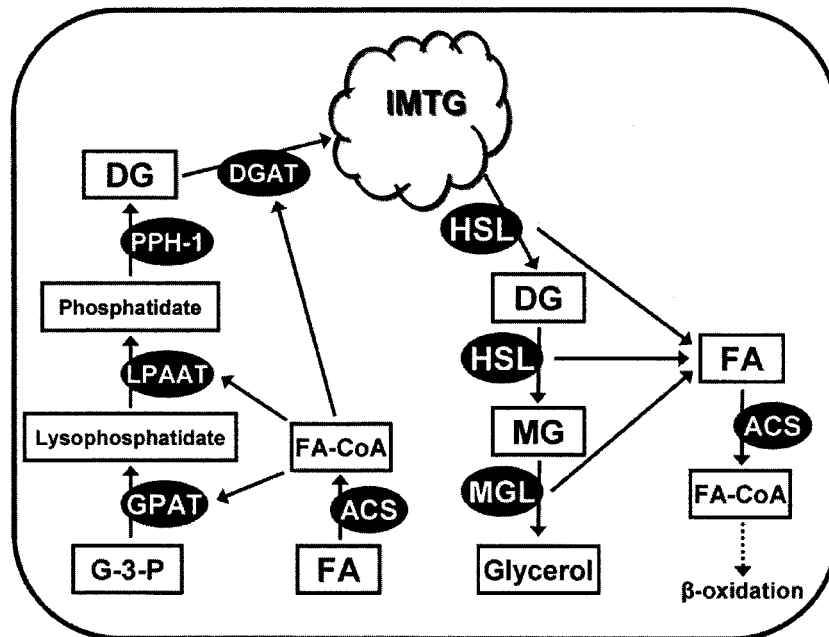 IMTG
DG
DGAT
PPH-1
HSL
Phosphatidate
DG
LPAAT
HSL
FA
Lysophosphatidate
FA-CoA
MG
ACS
GPAT
ACS
MGL
FA-CoA
G-3-P
FA
Glycerol
β-oxidation